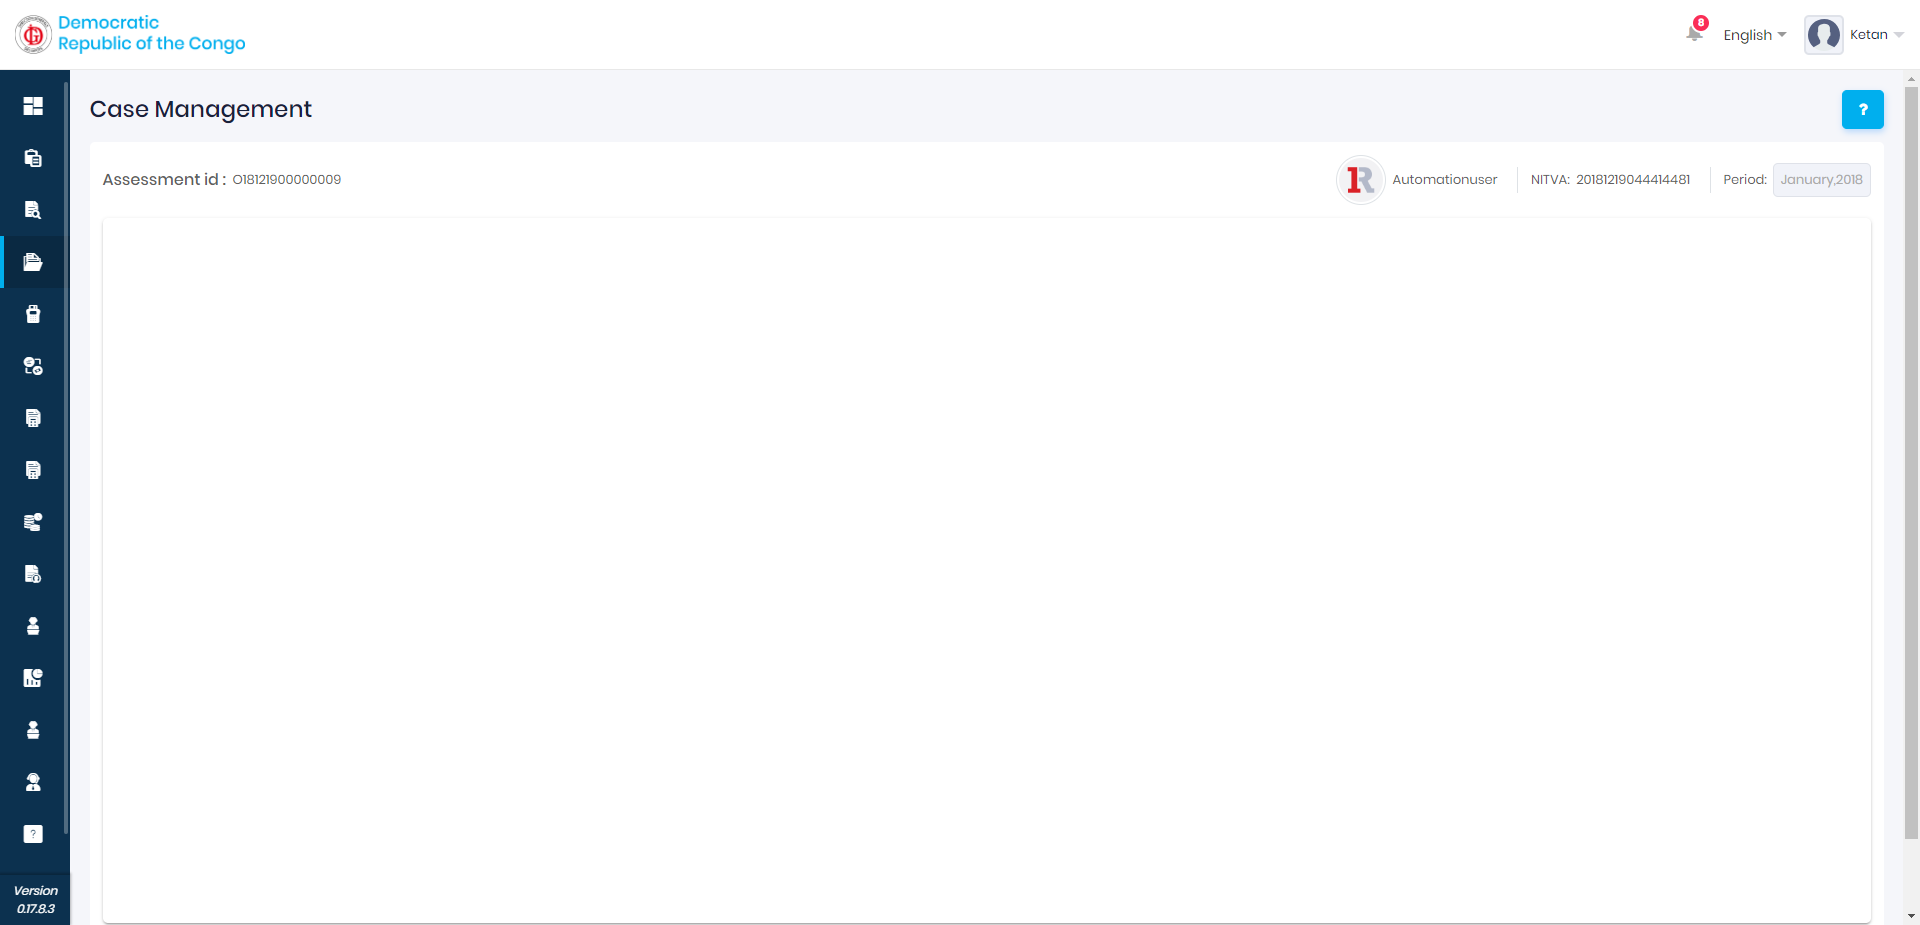 Democratic
Republic of the Congo
8
English
Ketan
Case Management
?
Assessment id : O18121900000009
1R
Automationuser
NITVA: 20181219044414481
Period: January,2018
?
Version
0.17.8.3